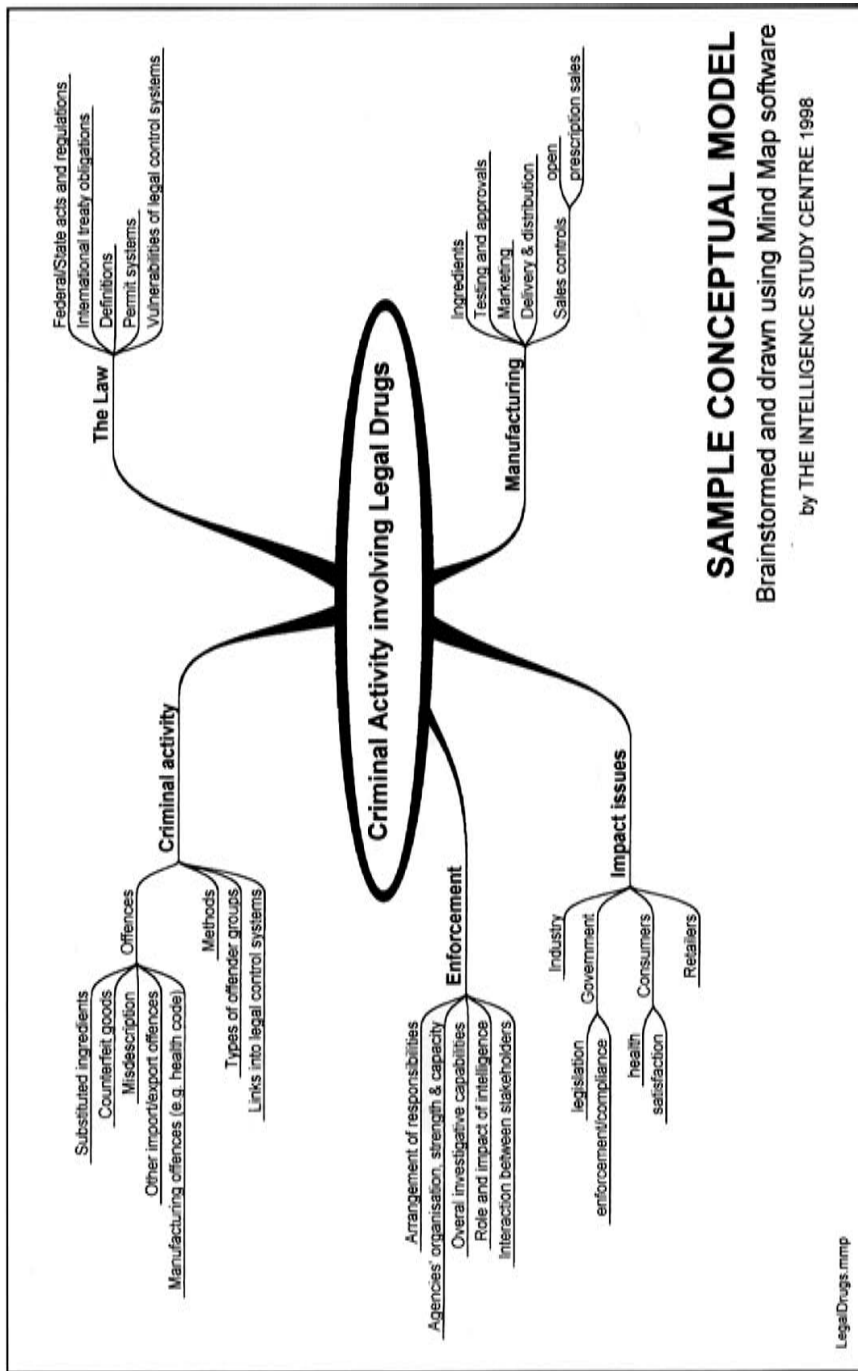 Criminal Activity involving Legal Drugs
The Law
Federal/State acts and regulations
International treaty obligations
Definitions
Permit systems
Vulnerabilities of legal control systems
Manufacturing
Ingredients
Testing and approvals
Marketing
Delivery & distribution
Sales controls
open
prescription sales
Criminal activity
Offences
Substituted ingredients
Counterfeit goods
Misdescription
Other import/export offences
Manufacturing offences (e.g. health code)
Methods
Types of offender groups
Links into legal control systems
Enforcement
Arrangement of responsibilities
Agencies' organisation, strength & capacity
Overal investigative capabilities
Role and impact of intelligence
Interaction between stakeholders
Impact issues
Industry
Government
legislation
enforcement/compliance
Consumers
health
satisfaction
Retailers
SAMPLE CONCEPTUAL MODEL
Brainstormed and drawn using Mind Map software
by THE INTELLIGENCE STUDY CENTRE 1998
LegalDrugs.mmp